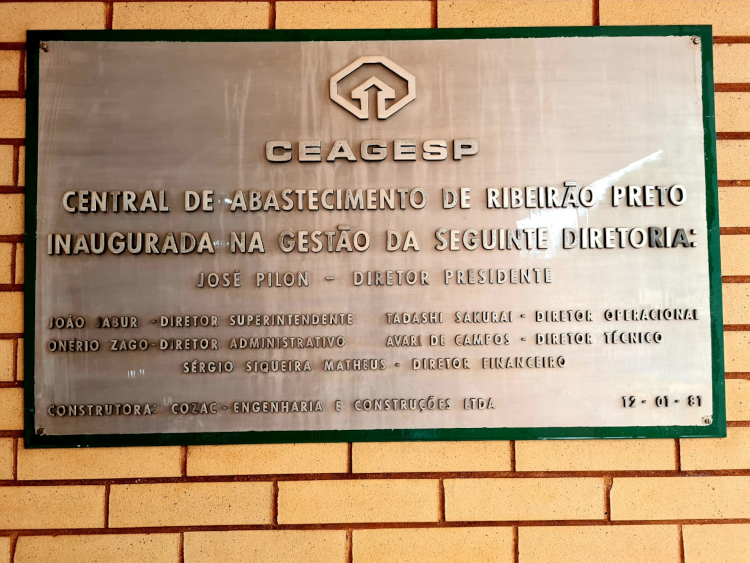 CEAGESP
CENTRAL DE ABASTECIMENTO DE RIBEIRÃO PRETO
INAUGURADA NA GESTÃO DA SEGUINTE DIRETORIA:
JOSÉ PILON - DIRETOR PRESIDENTE
JOÃO JABUR - DIRETOR SUPERINTENDENTE TADASHI SAKURAI - DIRETOR OPERACIONAL
ONÉRIO ZAGO - DIRETOR ADMINISTRATIVO AVARI DE CAMPOS - DIRETOR TÉCNICO
SÉRGIO SIQUEIRA MATHEUS - DIRETOR FINANCEIRO
CONSTRUTORA: COZAC - ENGENHARIA E CONSTRUÇÕES LTDA 12 - 01 - 81